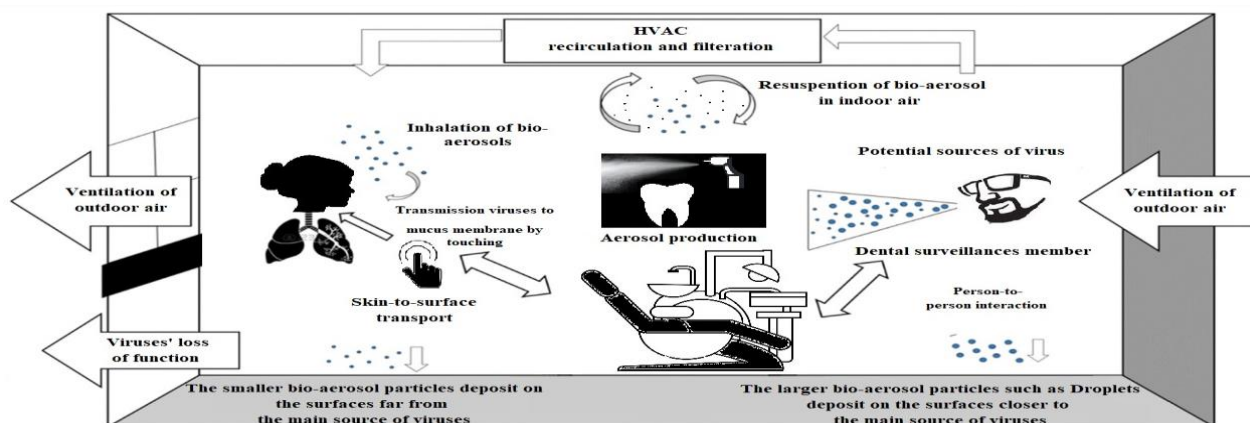 HVAC
recirculation and filteration
Resuspention of bio-aerosol
in indoor air
Inhalation of bio-
aerosols
Potential sources of virus
Ventilation of
outdoor air
Ventilation of
outdoor air
Transmission viruses to
mucus membrane by
touching
Aerosol production
Dental surveillances member
Skin-to-surface
transport
Person-to-
person interaction
Viruses' loss
of function
The smaller bio-aerosol particles deposit on
the surfaces far from
the main source of viruses
The larger bio-aerosol particles such as Droplets
deposit on the surfaces closer to
the main source of viruses